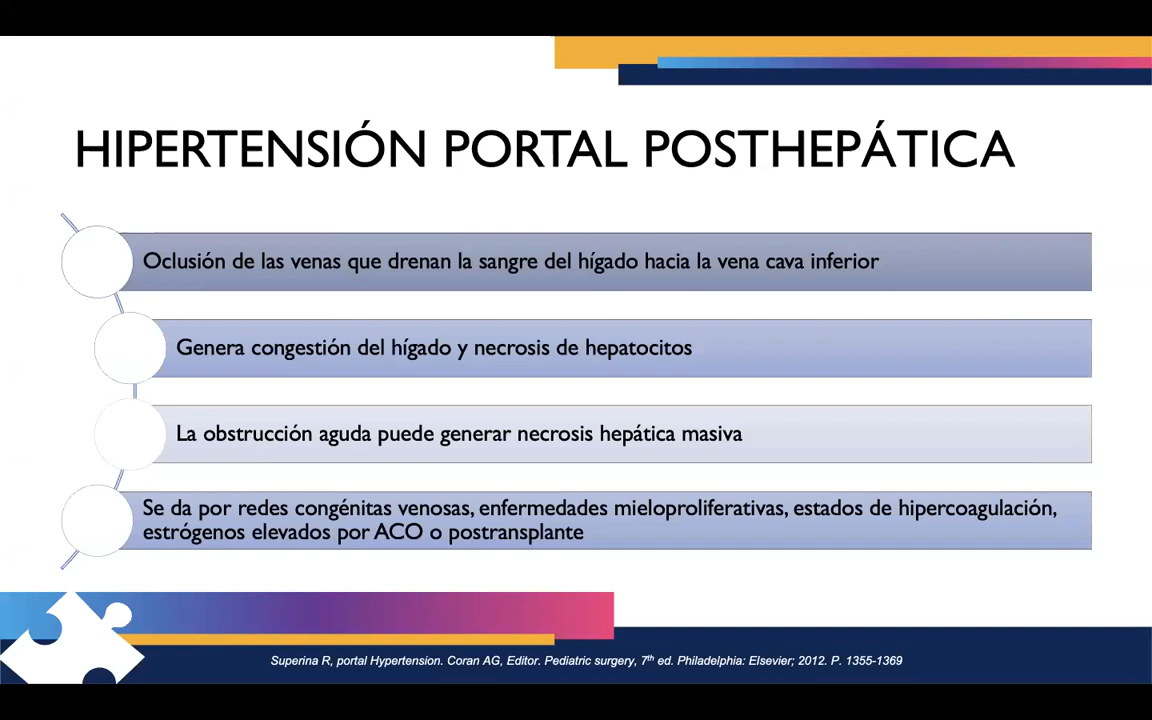 HIPERTENSIÓN PORTAL POSTHEPÁTICA
Oclusión de las venas que drenan la sangre del hígado hacia la vena cava inferior
Genera congestión del hígado y necrosis de hepatocitos
La obstrucción aguda puede generar necrosis hepática masiva
Se da por redes congénitas venosas, enfermedades mieloproliferativas, estados de hipercoagulación,
estrógenos elevados por ACO o postransplante
Superina R, portal Hypertension. Coran AG, Editor. Pediatric surgery, 7th ed. Philadelphia: Elsevier; 2012. P. 1355-1369